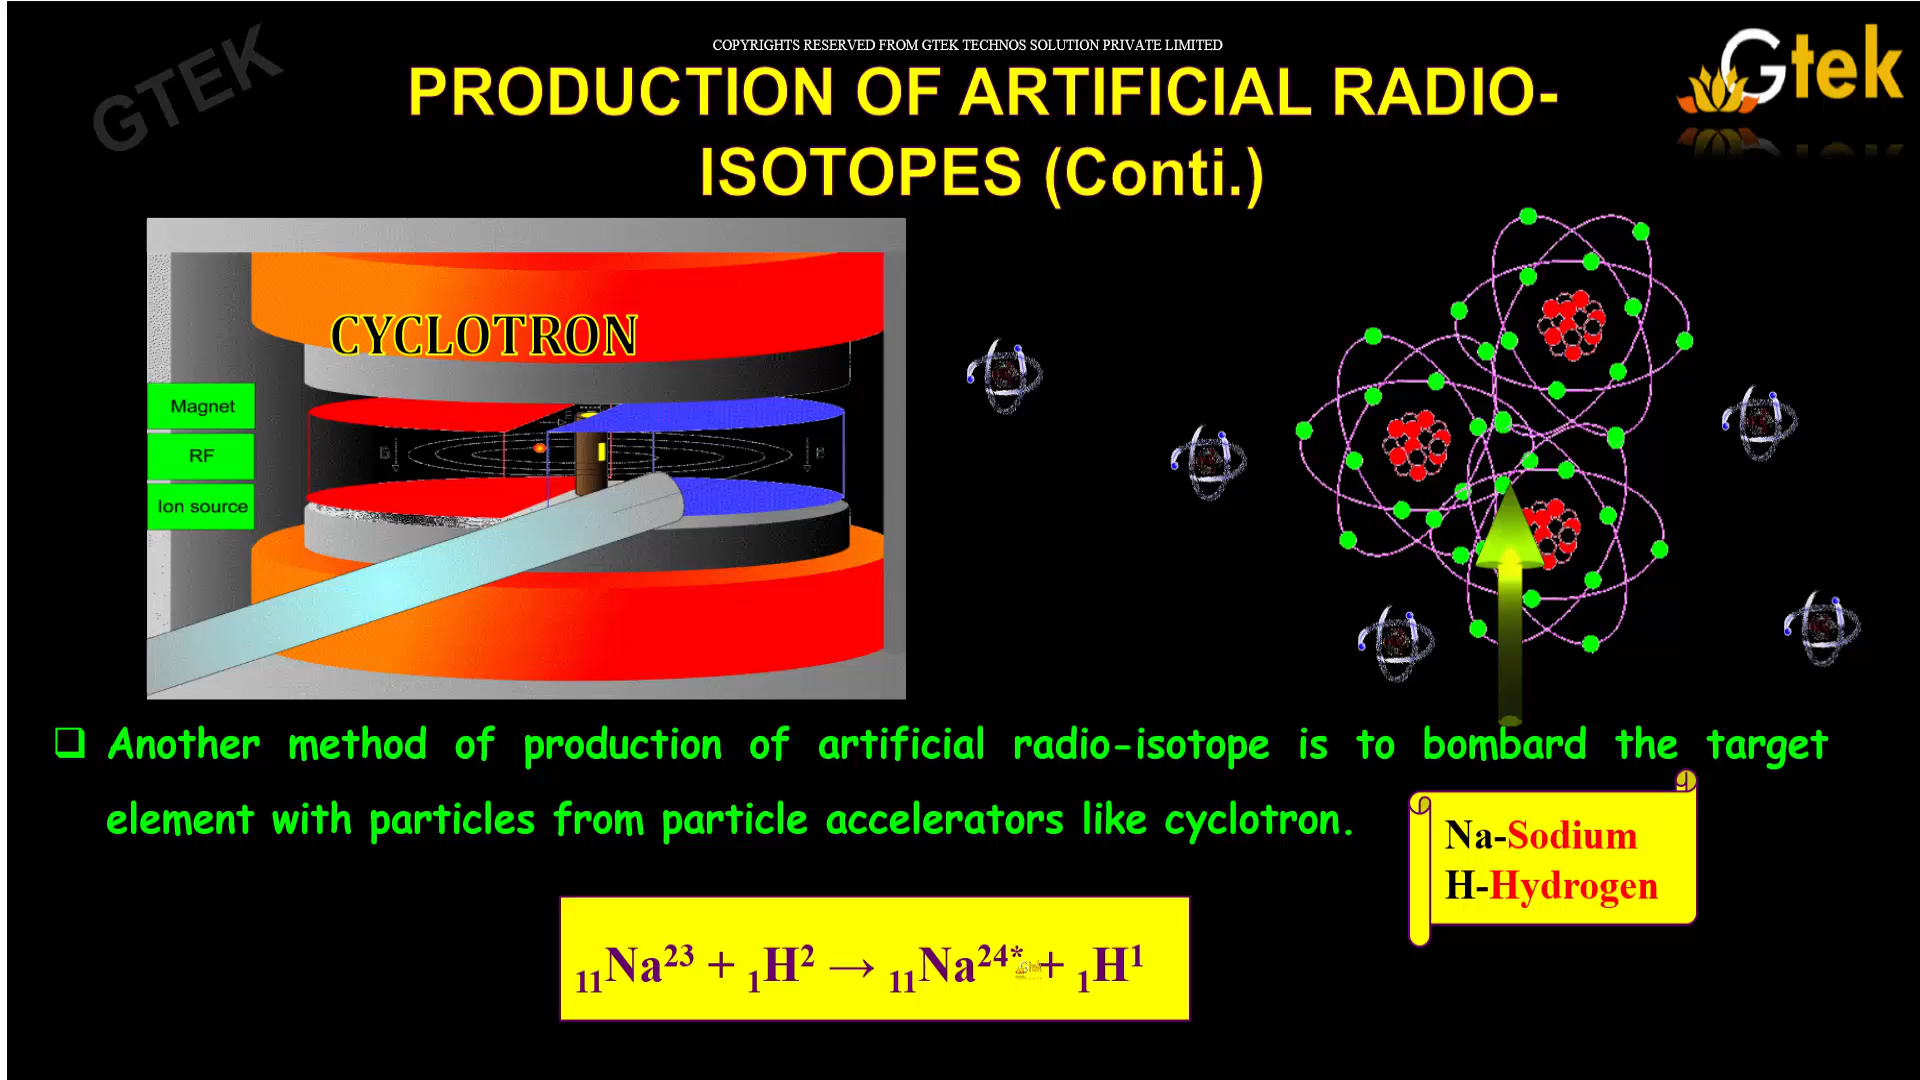 GTEK
COPYRIGHTS RESERVED FROM GTEK TECHNOS SOLUTION PRIVATE LIMITED
Gtek
PRODUCTION OF ARTIFICIAL RADIO-
ISOTOPES (Conti.)
CYCLOTRON
Magnet
RF
Ion source
❑ Another method of production of artificial radio-isotope is to bombard the target
element with particles from particle accelerators like cyclotron.
Na-Sodium
H-Hydrogen
₁₁Na²³ + ₁H² → ₁₁Na²⁴* + ₁H¹